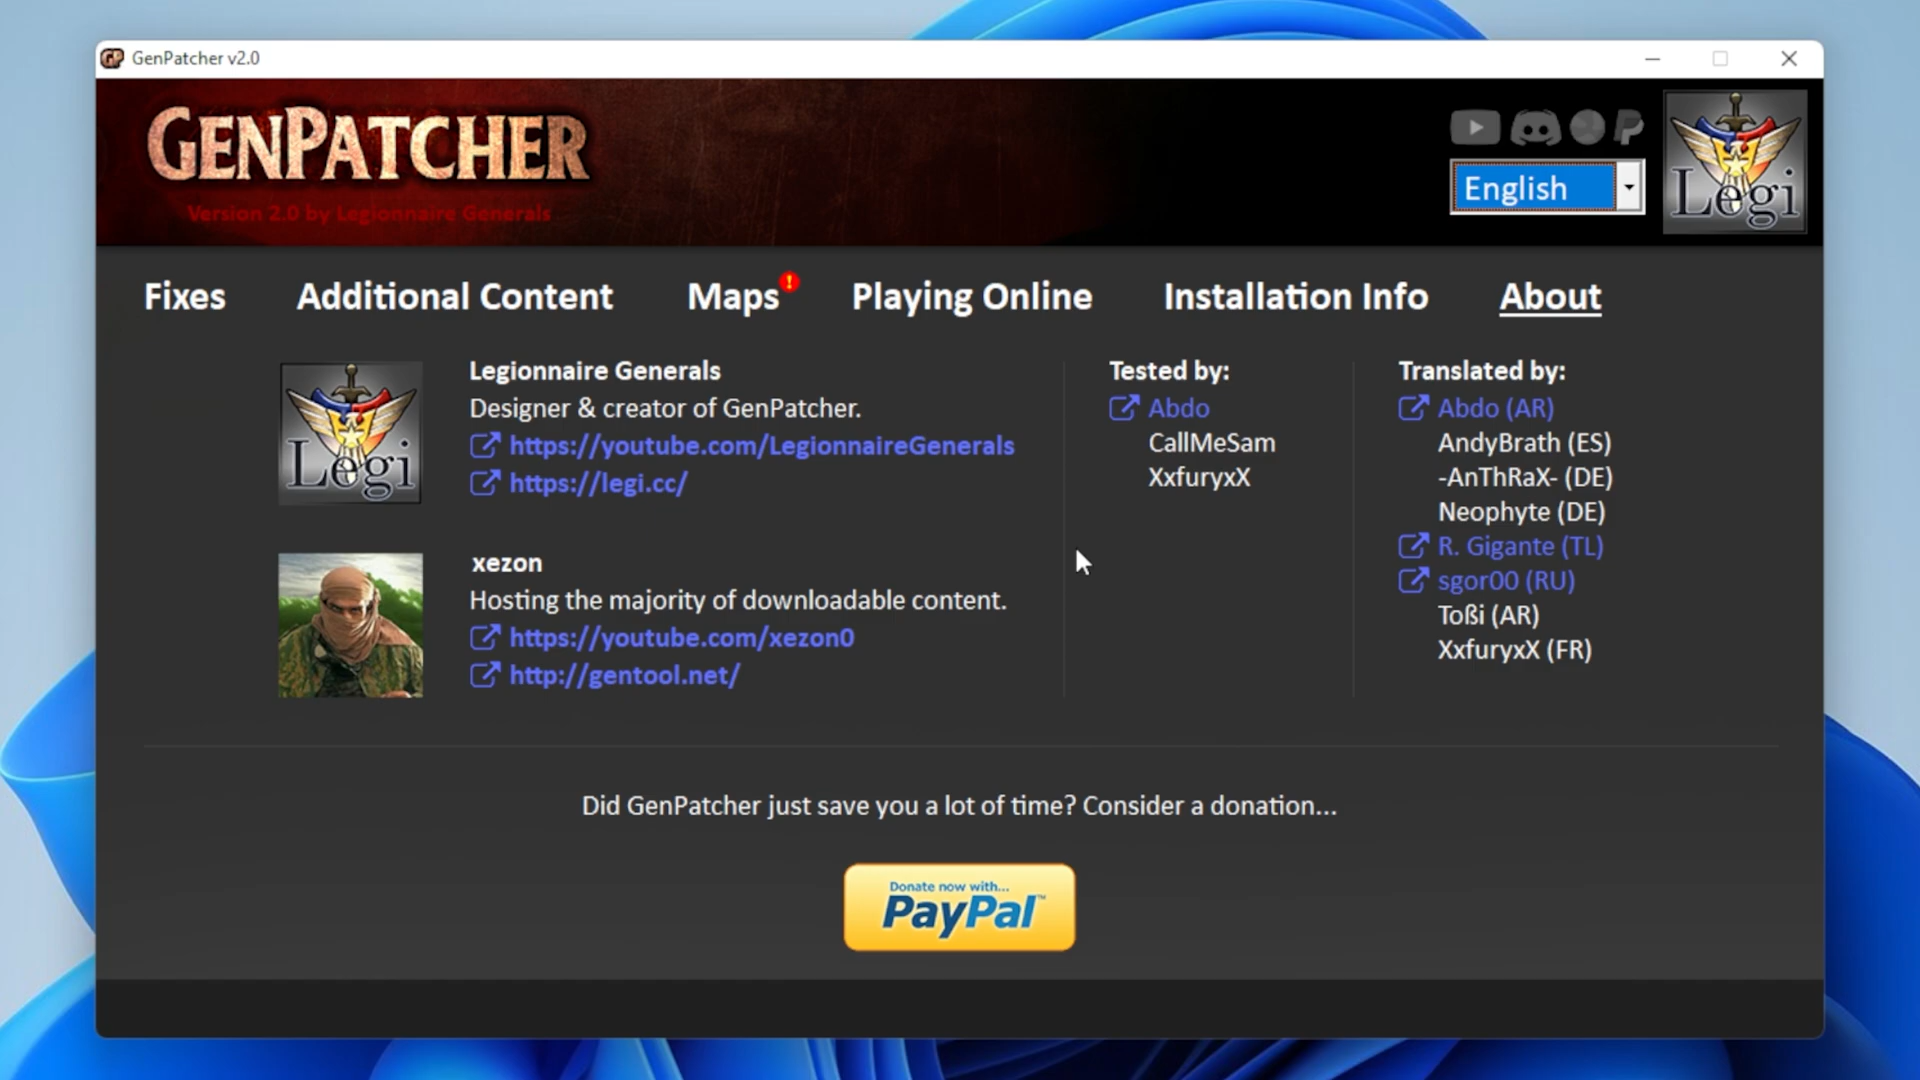 GenPatcher v2.0
GENPATCHER
Version 2.0 by Legionnaire Generals
English
Legi
Fixes
Additional Content
Maps
!
Playing Online
Installation Info
About
Legi
Legionnaire Generals
Designer & creator of GenPatcher.
https://youtube.com/LegionnaireGenerals
https://legi.cc/
xezon
Hosting the majority of downloadable content.
https://youtube.com/xezon0
http://gentool.net/
Tested by:
Abdo
CallMeSam
XxfuryxX
Translated by:
Abdo (AR)
AndyBrath (ES)
-AnThRaX- (DE)
Neophyte (DE)
R. Gigante (TL)
sgor00 (RU)
Toßi (AR)
XxfuryxX (FR)
Did GenPatcher just save you a lot of time? Consider a donation...
Donate now with...
PayPal™